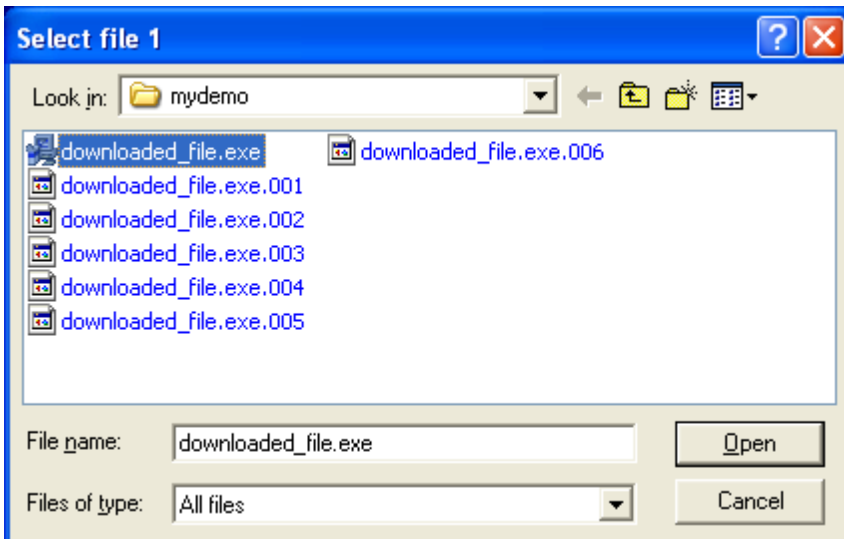 Select file 1
Look in: mydemo
downloaded_file.exe
downloaded_file.exe.001
downloaded_file.exe.002
downloaded_file.exe.003
downloaded_file.exe.004
downloaded_file.exe.005
downloaded_file.exe.006
File name: downloaded_file.exe Open
Files of type: All files Cancel